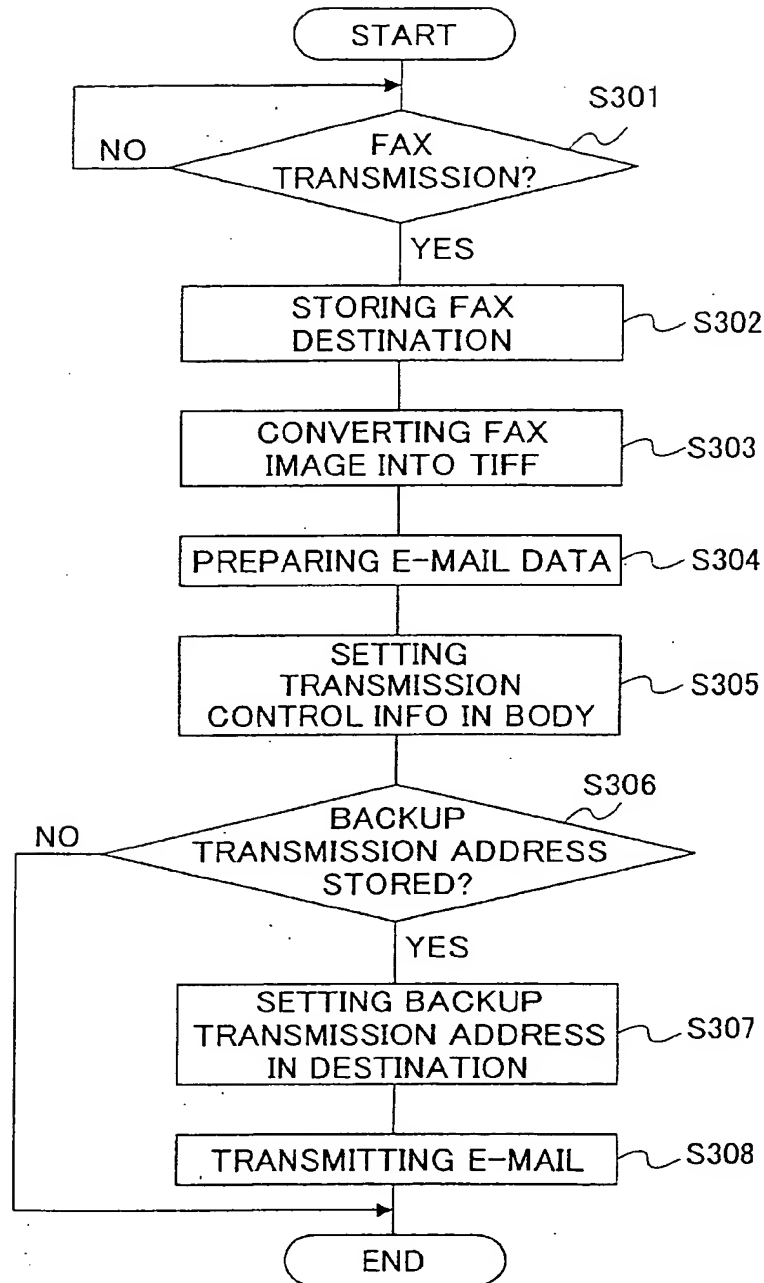 START
S301
NO
FAX
TRANSMISSION?
YES
STORING FAX
DESTINATION
S302
CONVERTING FAX
IMAGE INTO TIFF
S303
PREPARING E-MAIL DATA
S304
SETTING
TRANSMISSION
CONTROL INFO IN BODY
S305
S306
NO
BACKUP
TRANSMISSION ADDRESS
STORED?
YES
SETTING BACKUP
TRANSMISSION ADDRESS
IN DESTINATION
S307
TRANSMITTING E-MAIL
S308
END